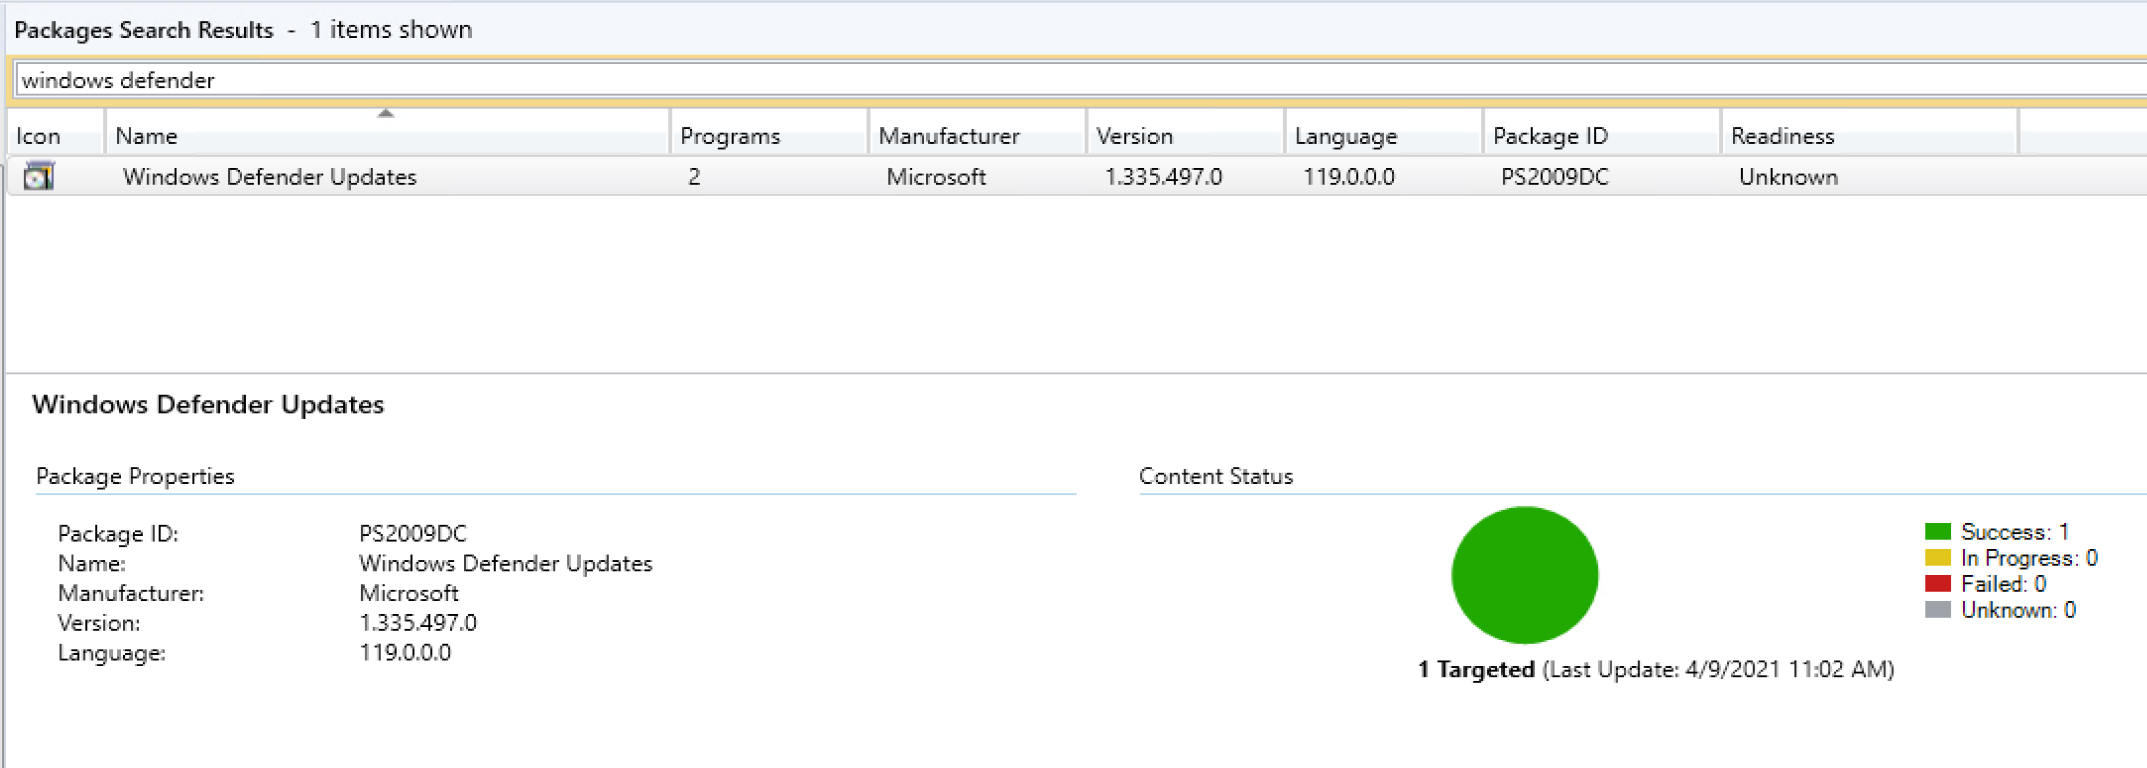 Packages Search Results - 1 items shown
windows defender
Icon Name Programs Manufacturer Version Language Package ID Readiness
Windows Defender Updates 2 Microsoft 1.335.497.0 119.0.0.0 PS2009DC Unknown
Windows Defender Updates
Package Properties
Package ID: PS2009DC
Name: Windows Defender Updates
Manufacturer: Microsoft
Version: 1.335.497.0
Language: 119.0.0.0
Content Status
Success: 1
In Progress: 0
Failed: 0
Unknown: 0
1 Targeted (Last Update: 4/9/2021 11:02 AM)